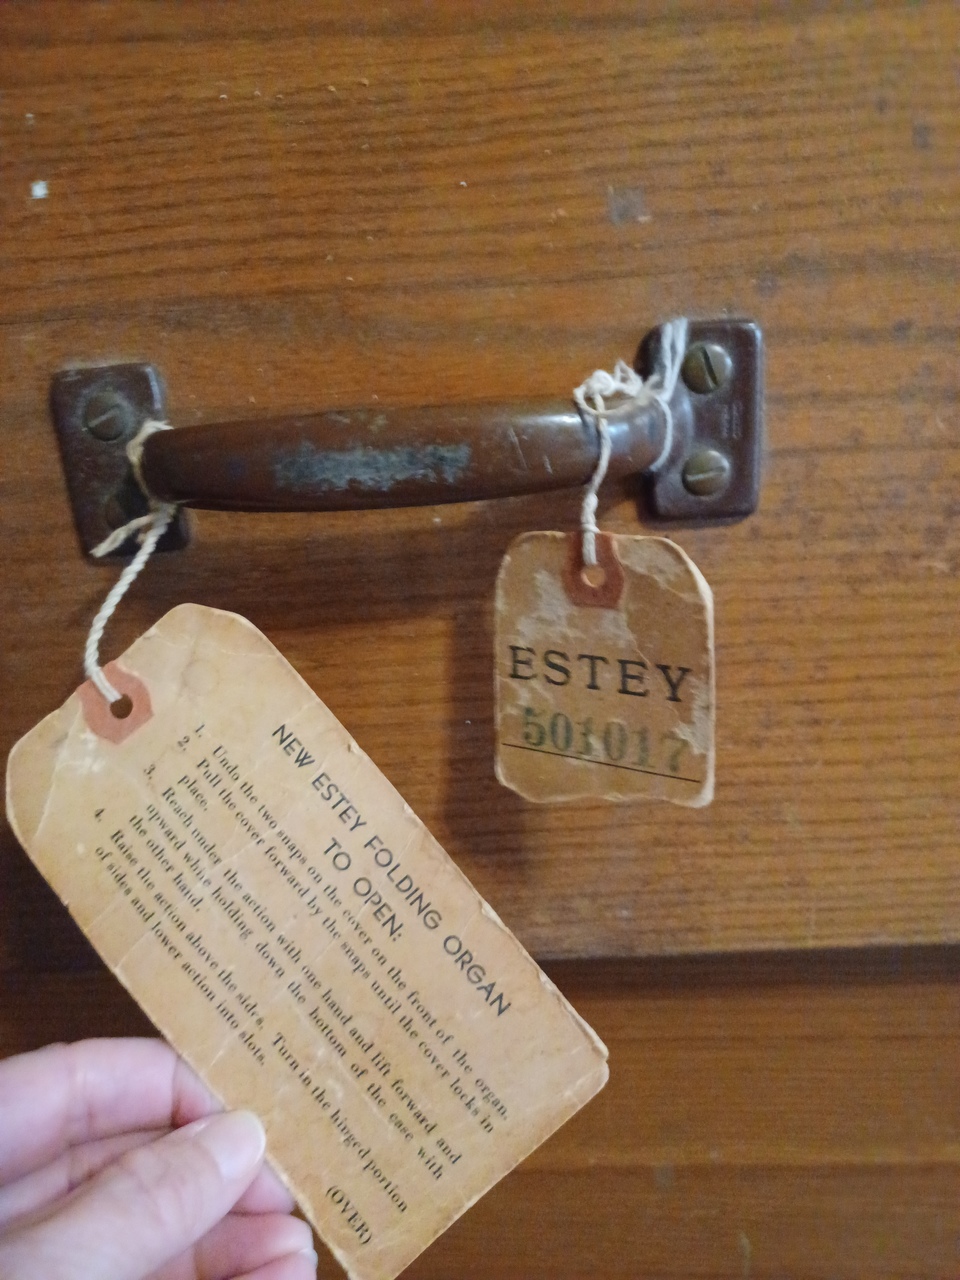 NEW ESTEY FOLDING ORGAN
TO OPEN:
1. Undo the two snaps on the cover on the front of the organ.
2. Pull the cover forward by the snaps until the cover locks in
place.
3. Reach under the action with one hand and lift forward and
upward while holding down the bottom of the case with
the other hand.
4. Raise the action above the sides. Turn in the hinged portion
of sides and lower action into slots.
(OVER)
ESTEY
501017